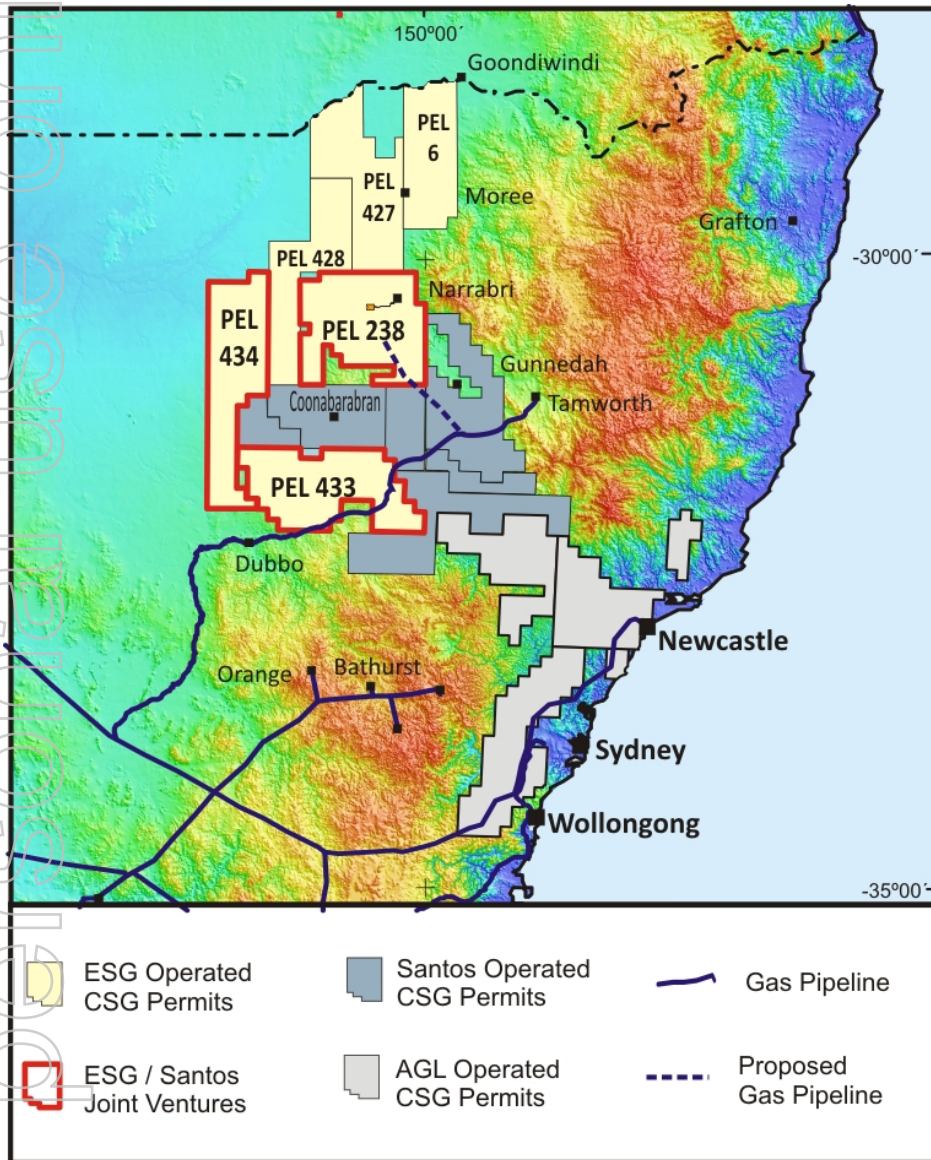 150º00´
Goondiwindi
PEL
6
PEL
427
Moree
Grafton
-30º00´
PEL 428
Narrabri
PEL
434
PEL 238
Gunnedah
Coonabarabran
Tamworth
PEL 433
Dubbo
Newcastle
Orange
Bathurst
Sydney
Wollongong
-35º00´
ESG Operated
CSG Permits
Santos Operated
CSG Permits
Gas Pipeline
ESG / Santos
Joint Ventures
AGL Operated
CSG Permits
Proposed
Gas Pipeline